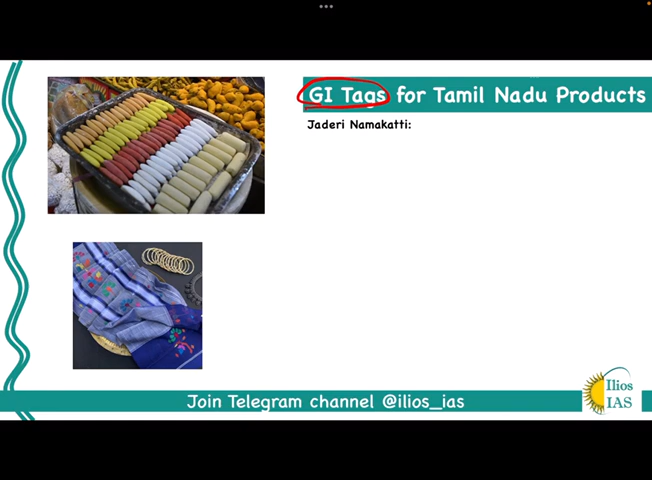 GI Tags for Tamil Nadu Products
Jaderi Namakatti:
Join Telegram channel @ilios_ias
Ilios
IAS